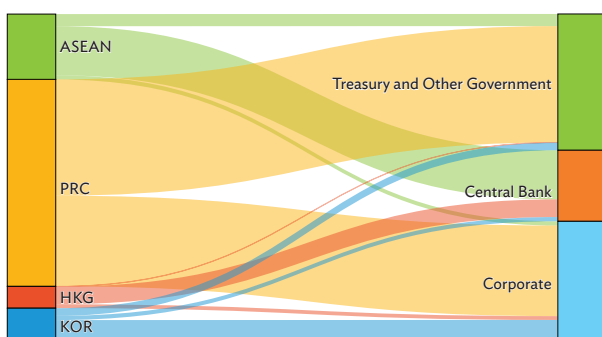 ASEAN
Treasury and Other Government
PRC
Central Bank
Corporate
HKG
KOR